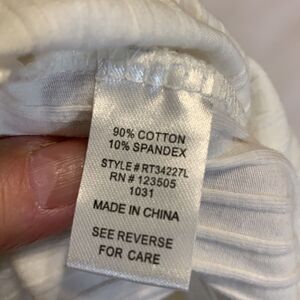 90% COTTON
10% SPANDEX
STYLE # RT34227L
RN # 123505
1031
MADE IN CHINA
SEE REVERSE
FOR CARE